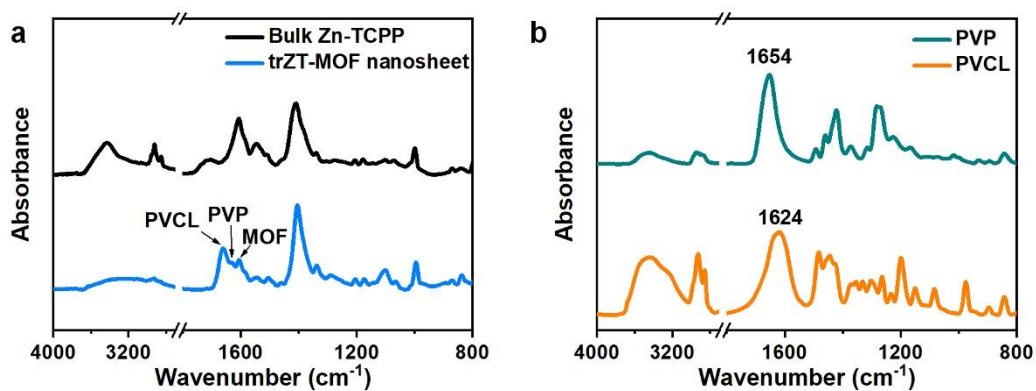 a
Bulk Zn-TCPP
trZT-MOF nanosheet
PVCL
PVP
MOF
Absorbance
4000 3200 1600 1200 800
Wavenumber (cm⁻¹)
b
PVP
PVCL
1654
1624
Absorbance
4000 3200 1600 1200 800
Wavenumber (cm⁻¹)